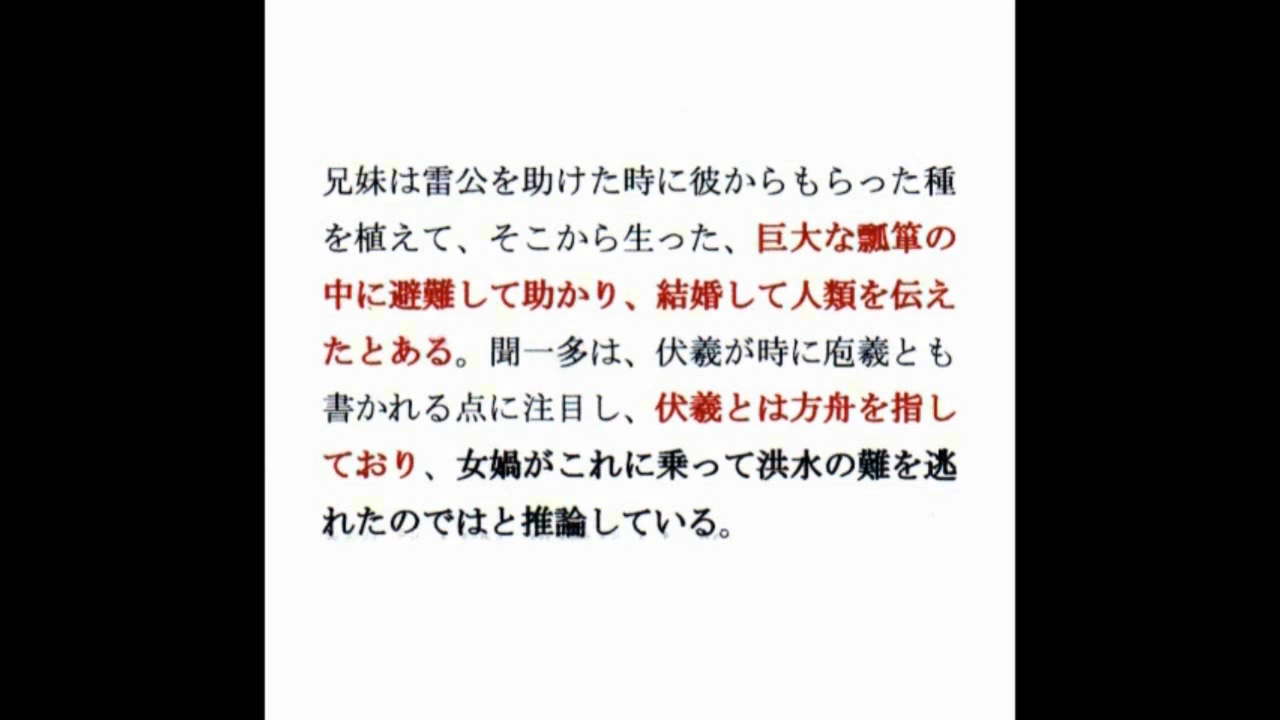 兄妹は雷公を助けた時に彼からもらった種
を植えて、そこから生った、巨大な瓢箪の
中に避難して助かり、結婚して人類を伝え
たとある。聞一多は、伏羲が時に庖羲とも
書かれる点に注目し、伏羲とは方舟を指し
ており、女媧がこれに乗って洪水の難を逃
れたのではと推論している。